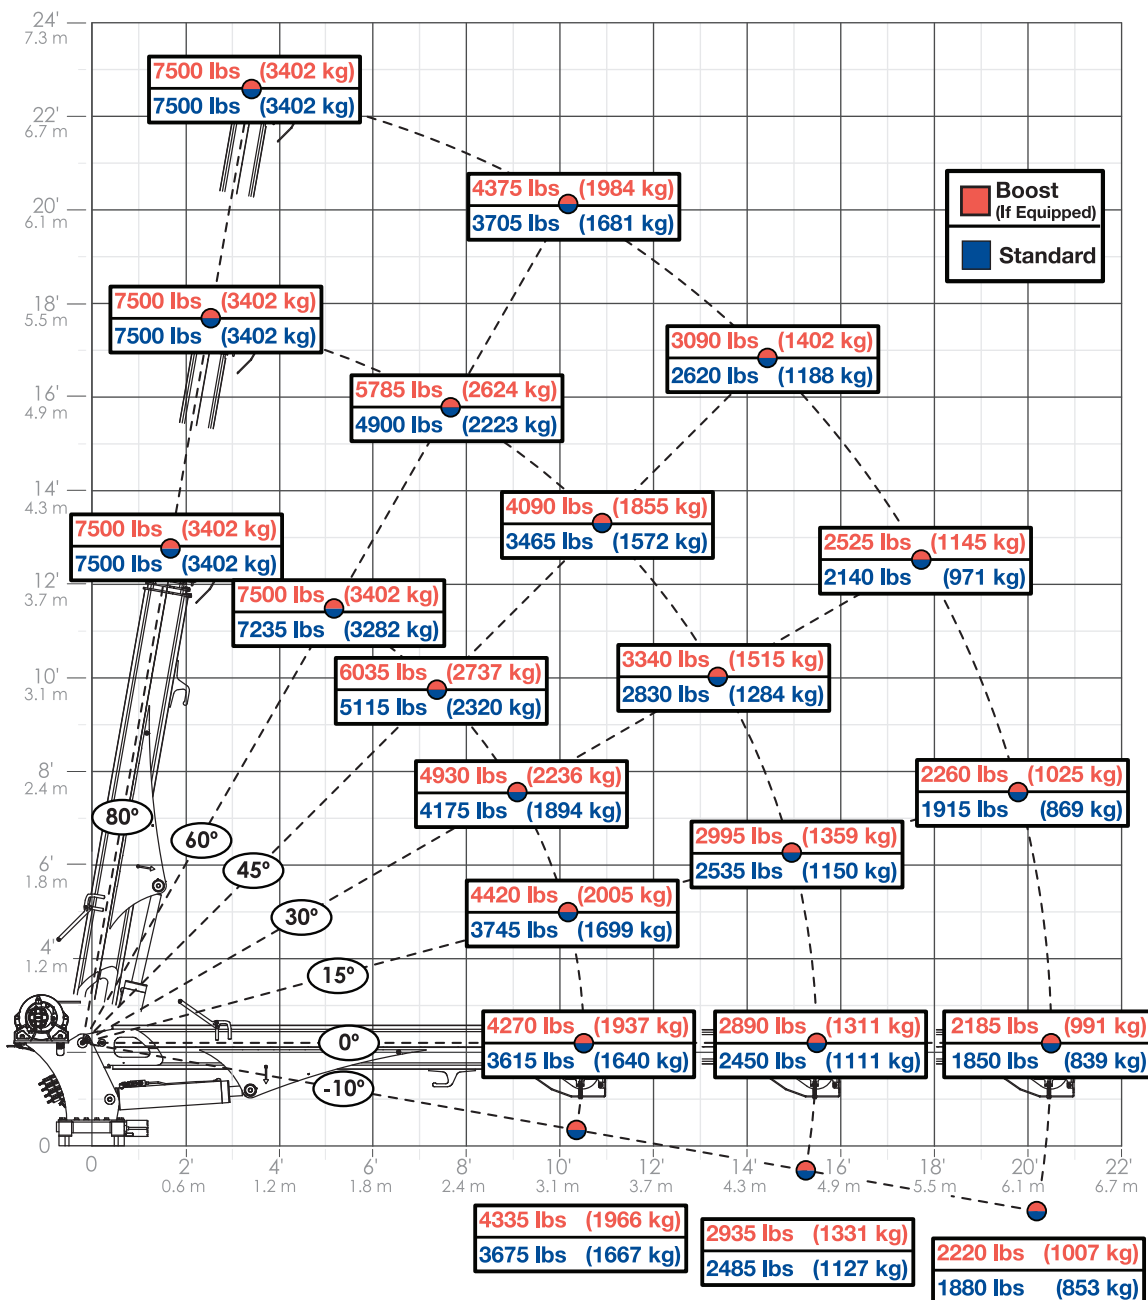 24'
7.3 m
7500 lbs (3402 kg)
7500 lbs (3402 kg)
22'
6.7 m
4375 lbs (1984 kg)
3705 lbs (1681 kg)
Boost
(If Equipped)
Standard
20'
6.1 m
7500 lbs (3402 kg)
7500 lbs (3402 kg)
18'
5.5 m
3090 lbs (1402 kg)
2620 lbs (1188 kg)
5785 lbs (2624 kg)
4900 lbs (2223 kg)
16'
4.9 m
4090 lbs (1855 kg)
3465 lbs (1572 kg)
14'
4.3 m
7500 lbs (3402 kg)
7500 lbs (3402 kg)
2525 lbs (1145 kg)
2140 lbs (971 kg)
12'
3.7 m
7500 lbs (3402 kg)
7235 lbs (3282 kg)
3340 lbs (1515 kg)
2830 lbs (1284 kg)
6035 lbs (2737 kg)
5115 lbs (2320 kg)
10'
3.1 m
4930 lbs (2236 kg)
4175 lbs (1894 kg)
2260 lbs (1025 kg)
1915 lbs (869 kg)
8'
2.4 m
80º
60º
2995 lbs (1359 kg)
2535 lbs (1150 kg)
45º
6'
1.8 m
4420 lbs (2005 kg)
3745 lbs (1699 kg)
30º
4'
1.2 m
15º
4270 lbs (1937 kg)
3615 lbs (1640 kg)
2890 lbs (1311 kg)
2450 lbs (1111 kg)
2185 lbs (991 kg)
1850 lbs (839 kg)
0º
-10º
0
0 2' 4' 6' 8' 10' 12' 14' 16' 18' 20' 22'
0.6 m 1.2 m 1.8 m 2.4 m 3.1 m 3.7 m 4.3 m 4.9 m 5.5 m 6.1 m 6.7 m
4335 lbs (1966 kg)
3675 lbs (1667 kg)
2935 lbs (1331 kg)
2485 lbs (1127 kg)
2220 lbs (1007 kg)
1880 lbs (853 kg)